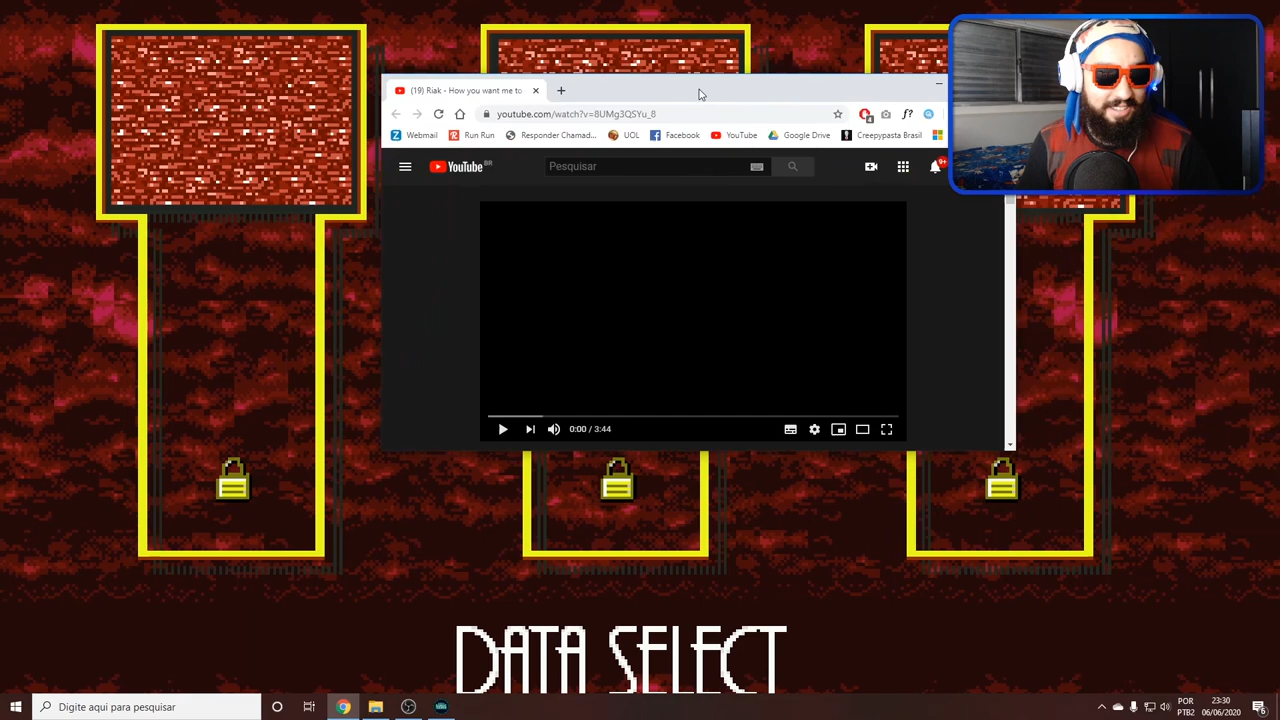 (19) Riak - How you want me to
youtube.com/watch?v=8UMg3QSYu_8
Webmail Run Run Responder Chamad... UOL Facebook YouTube Google Drive Creepypasta Brasil
YouTube BR Pesquisar 9+
0:00 / 3:44
DATA SELECT
Digite aqui para pesquisar
POR
PTB2
23:30
06/06/2020